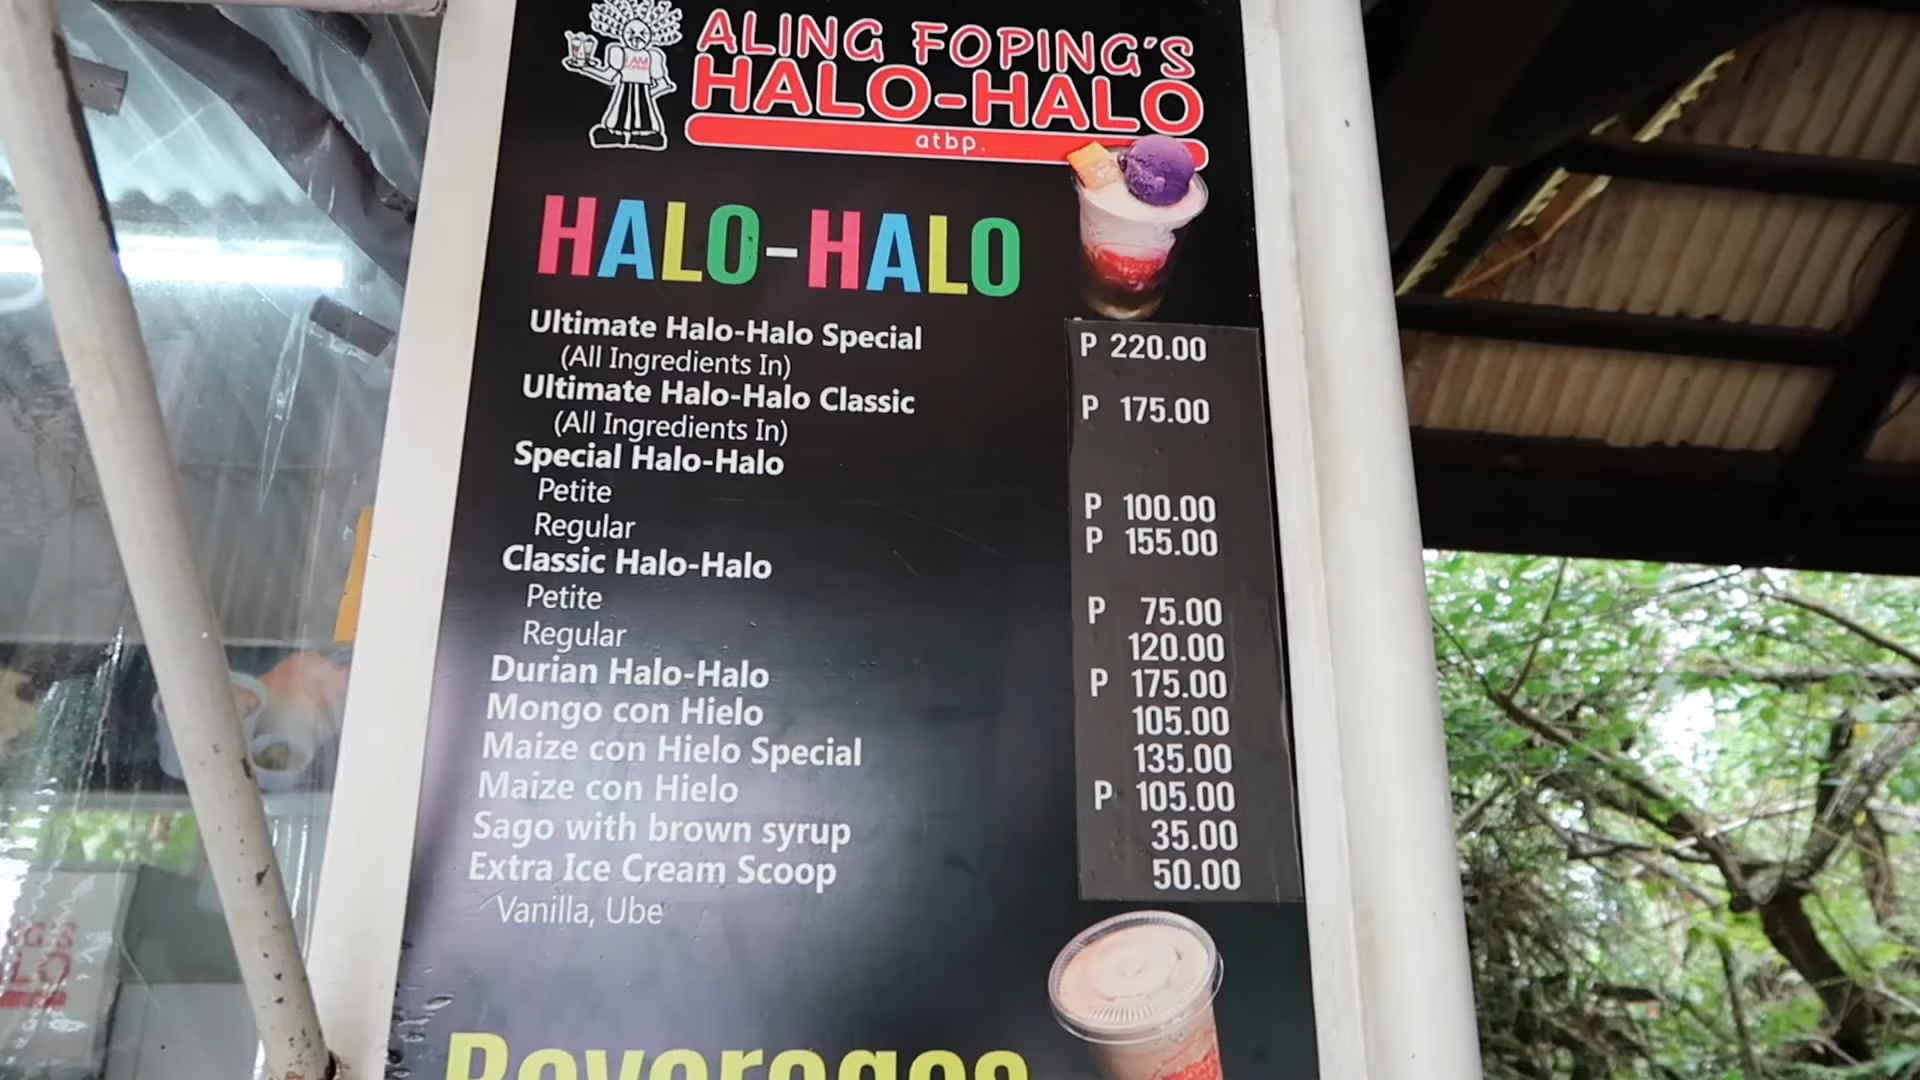 ALING FOPING'S
HALO-HALO
atbp.
I AM
HALO-HALO
Ultimate Halo-Halo Special P 220.00
(All Ingredients In)
Ultimate Halo-Halo Classic P 175.00
(All Ingredients In)
Special Halo-Halo
Petite P 100.00
Regular P 155.00
Classic Halo-Halo
Petite P 75.00
Regular 120.00
Durian Halo-Halo P 175.00
Mongo con Hielo 105.00
Maize con Hielo Special 135.00
Maize con Hielo P 105.00
Sago with brown syrup 35.00
Extra Ice Cream Scoop 50.00
Vanilla, Ube
Beverages